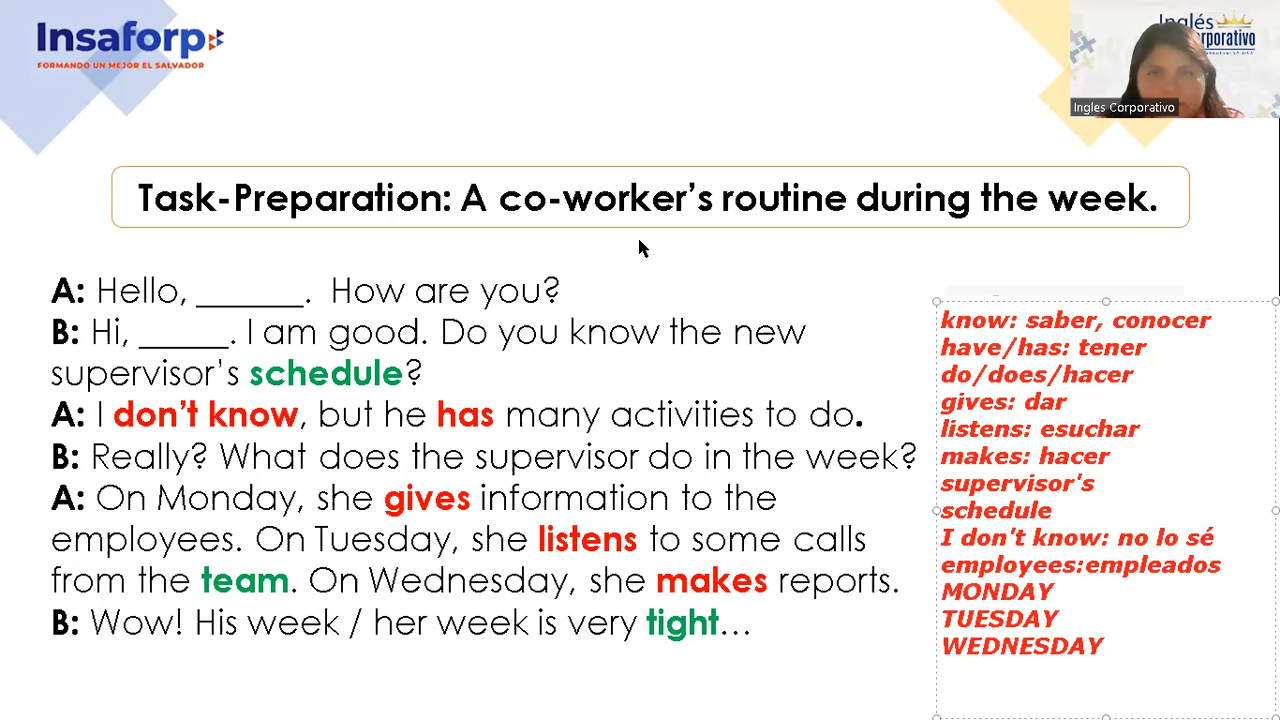 Insaforp
FORMANDO UN MEJOR EL SALVADOR
Inglés
rporativo
Ingles Corporativo
Task-Preparation: A co-worker's routine during the week.
A: Hello, ______. How are you?
B: Hi, _____. I am good. Do you know the new
supervisor's schedule?
A: I don't know, but he has many activities to do.
B: Really? What does the supervisor do in the week?
A: On Monday, she gives information to the
employees. On Tuesday, she listens to some calls
from the team. On Wednesday, she makes reports.
B: Wow! His week / her week is very tight...
know: saber, conocer
have/has: tener
do/does/hacer
gives: dar
listens: esuchar
makes: hacer
supervisor's
schedule
I don't know: no lo sé
employees:empleados
MONDAY
TUESDAY
WEDNESDAY